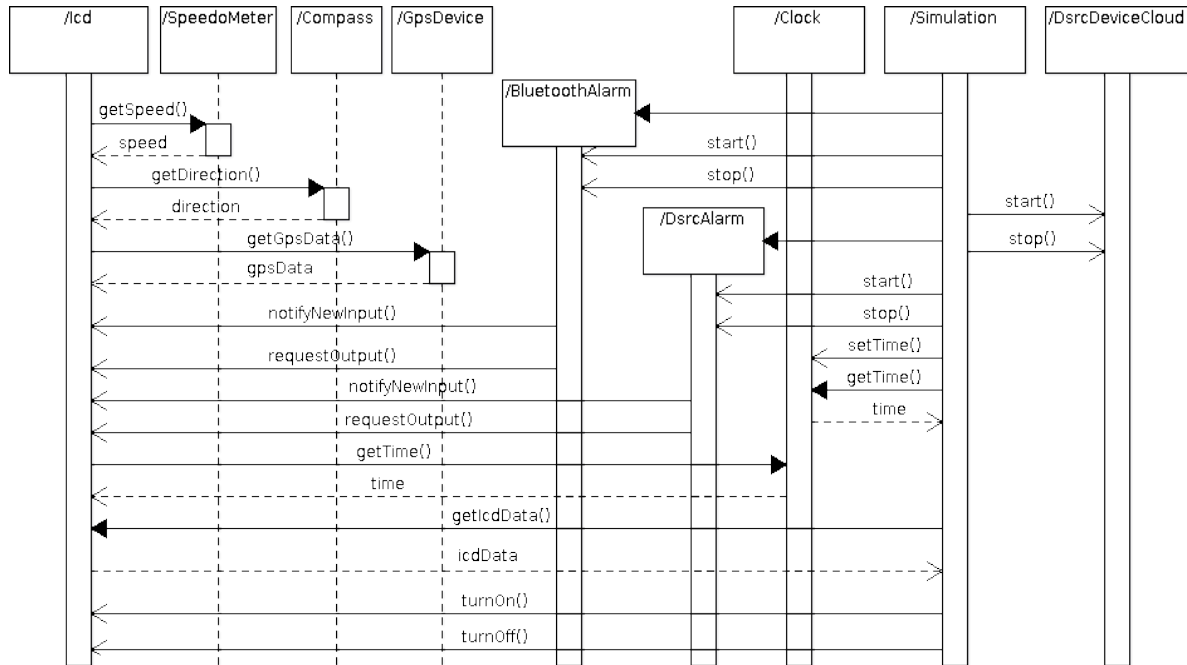 /Icd
/SpeedoMeter
/Compass
/GpsDevice
/Clock
/Simulation
/DsrcDeviceCloud
/BluetoothAlarm
getSpeed()
speed
start()
getDirection()
stop()
direction
start()
/DsrcAlarm
getGpsData()
stop()
gpsData
start()
notifyNewInput()
stop()
setTime()
requestOutput()
getTime()
notifyNewInput()
time
requestOutput()
getTime()
time
getIcdData()
icdData
turnOn()
turnOff()